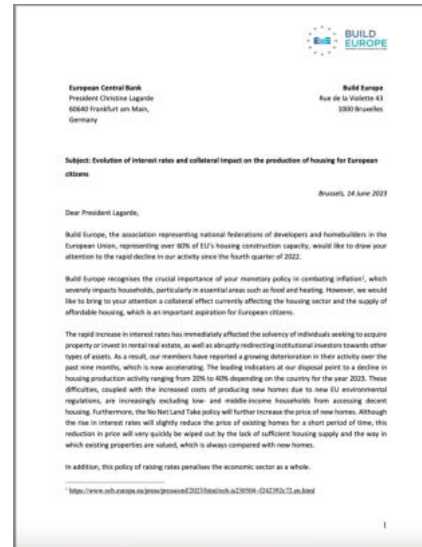 BUILD
EUROPE
European Central Bank
President Christine Lagarde
60640 Frankfurt am Main,
Germany
Build Europe
Rue de la Violette 43
1000 Bruxelles
Subject: Evolution of interest rates and collateral impact on the production of housing for European
citizens
Brussels, 14 June 2023
Dear President Lagarde,
Build Europe, the association representing national federations of developers and homebuilders in the
European Union, representing over 60% of EU's housing construction capacity, would like to draw your
attention to the rapid decline in our activity since the fourth quarter of 2022.
Build Europe recognises the crucial importance of your monetary policy in combating inflation¹, which
severely impacts households, particularly in essential areas such as food and heating. However, we would
like to bring to your attention a collateral effect currently affecting the housing sector and the supply of
affordable housing, which is an important aspiration for European citizens.
The rapid increase in interest rates has immediately affected the solvency of individuals seeking to acquire
property or invest in rental real estate, as well as abruptly redirecting institutional investors towards other
types of assets. As a result, our members have reported a growing deterioration in their activity over the
past nine months, which is now accelerating. The leading indicators at our disposal point to a decline in
housing production activity ranging from 20% to 40% depending on the country for the year 2023. These
difficulties, coupled with the increased costs of producing new homes due to new EU environmental
regulations, are increasingly excluding low- and middle-income households from accessing decent
housing. Furthermore, the No Net Land Take policy will further increase the price of new homes. Although
the rise in interest rates will slightly reduce the price of existing homes for a short period of time, this
reduction in price will very quickly be wiped out by the lack of sufficient housing supply and the way in
which existing properties are valued, which is always compared with new homes.
In addition, this policy of raising rates penalises the economic sector as a whole.
1